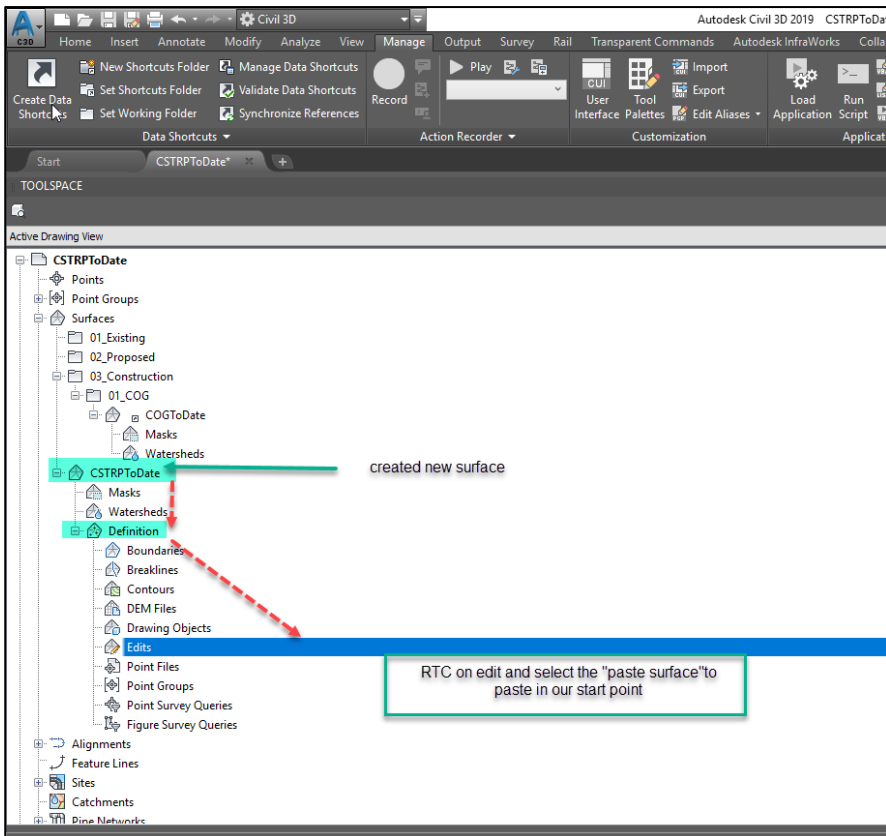 Civil 3D
Autodesk Civil 3D 2019 CSTRPToDa
C3D
Home Insert Annotate Modify Analyze View Manage Output Survey Rail Transparent Commands Autodesk InfraWorks Colla
New Shortcuts Folder Manage Data Shortcuts
Set Shortcuts Folder Validate Data Shortcuts
Set Working Folder Synchronize References
Create Data
Shortcuts
Data Shortcuts
Record
Play
Action Recorder
CUI
User
Interface
Tool
Palettes
Import
Export
Edit Aliases
Customization
Load
Application
Run
Script
Applicat
Start CSTRPToDate*
TOOLSPACE
Active Drawing View
CSTRPToDate
Points
Point Groups
Surfaces
01_Existing
02_Proposed
03_Construction
01_COG
COGToDate
Masks
Watersheds
CSTRPToDate
created new surface
Masks
Watersheds
Definition
Boundaries
Breaklines
Contours
DEM Files
Drawing Objects
Edits
Point Files
Point Groups
Point Survey Queries
Figure Survey Queries
RTC on edit and select the "paste surface"to
paste in our start point
Alignments
Feature Lines
Sites
Catchments
Pipe Networks